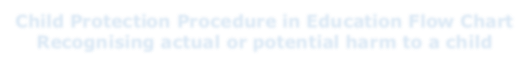 Child Protection Procedure in Education Flow Chart
Recognising actual or potential harm to a child